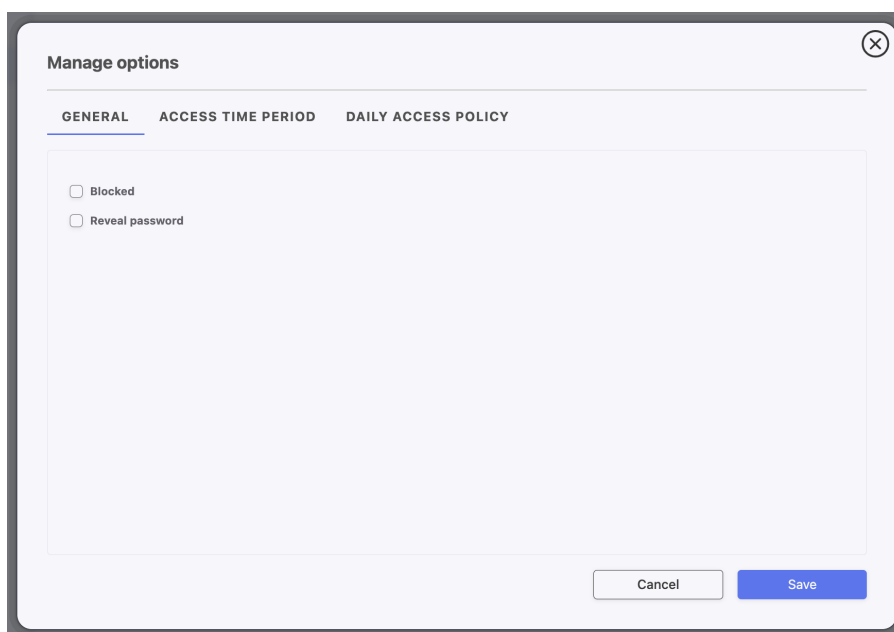 Manage options
GENERAL ACCESS TIME PERIOD DAILY ACCESS POLICY
Blocked
Reveal password
Cancel Save